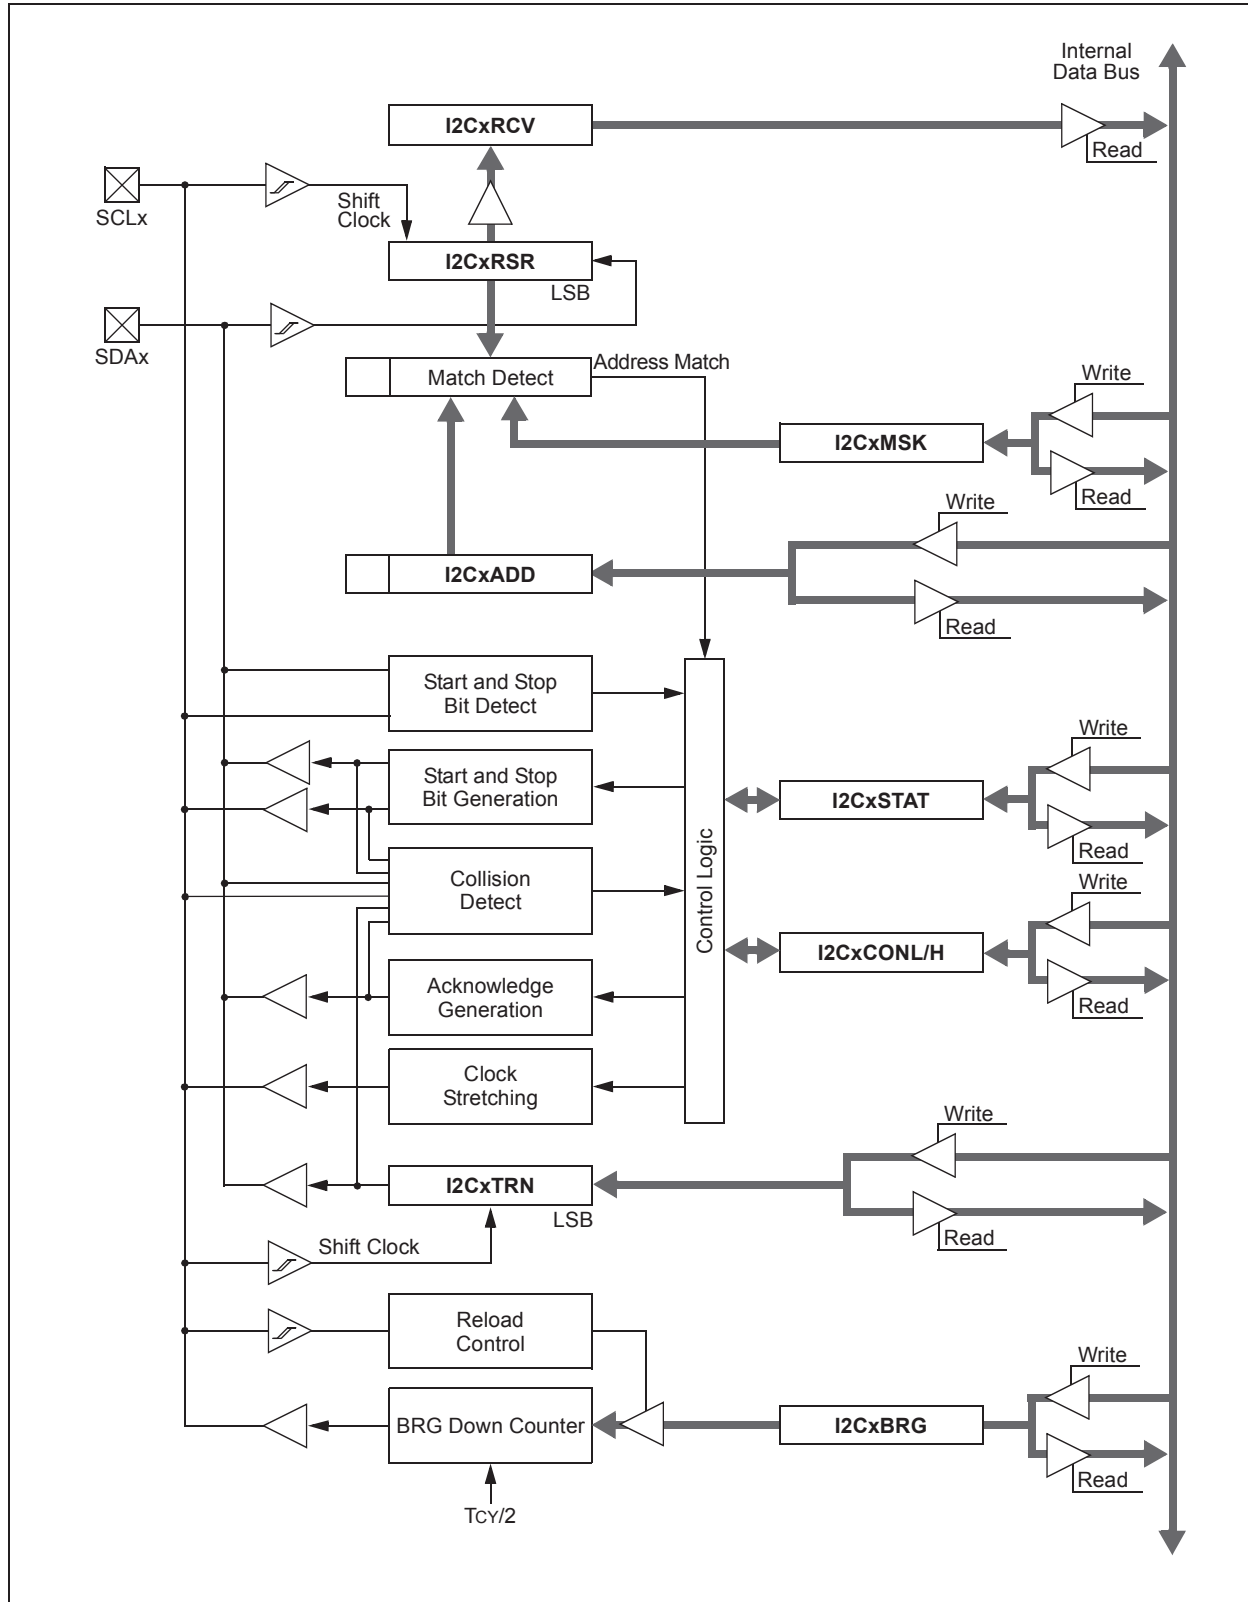 Internal
Data Bus
I2CxRCV
Read
SCLx
Shift
Clock
I2CxRSR
LSB
SDAx
Match Detect
Address Match
Write
I2CxMSK
Read
Write
I2CxADD
Read
Start and Stop
Bit Detect
Start and Stop
Bit Generation
Write
I2CxSTAT
Read
Collision
Detect
Control Logic
Write
I2CxCONL/H
Read
Acknowledge
Generation
Clock
Stretching
Write
I2CxTRN
LSB
Read
Shift Clock
Reload
Control
Write
BRG Down Counter
I2CxBRG
Read
TCY/2